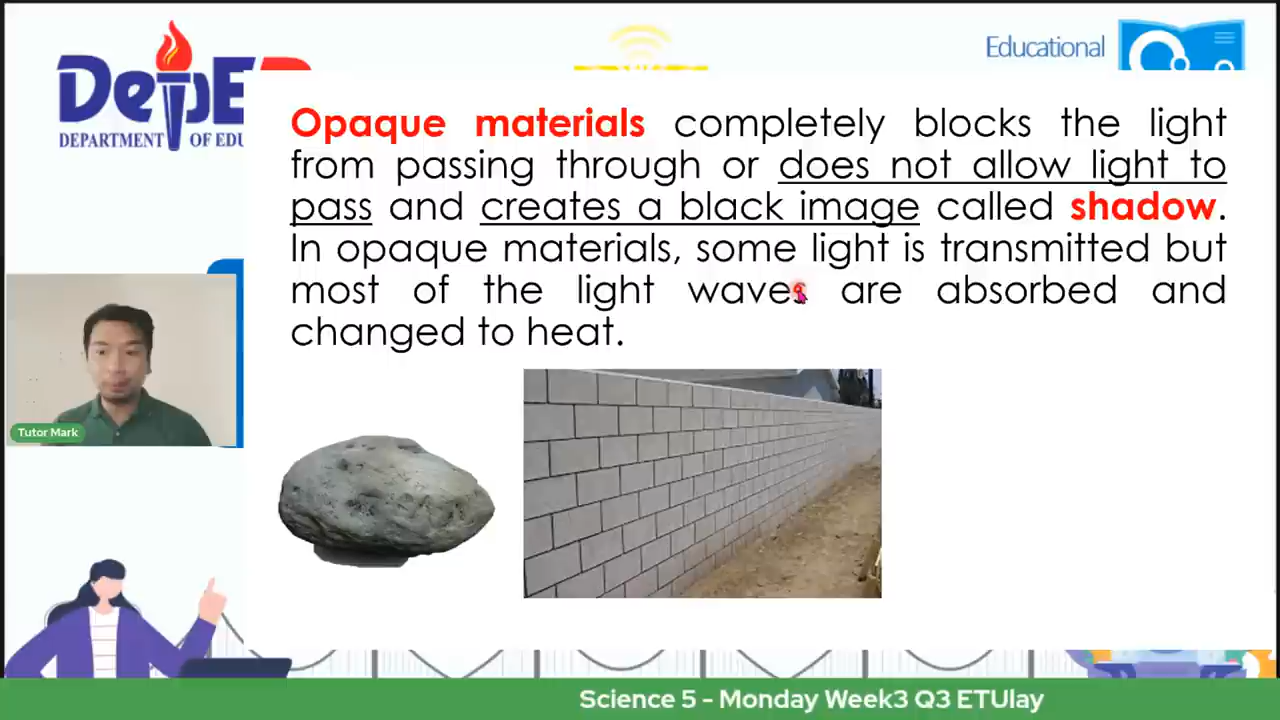 DepE
DEPARTMENT OF EDU
Educational
Opaque materials completely blocks the light
from passing through or does not allow light to
pass and creates a black image called shadow.
In opaque materials, some light is transmitted but
most of the light waves are absorbed and
changed to heat.
Tutor Mark
Science 5 - Monday Week3 Q3 ETUlay